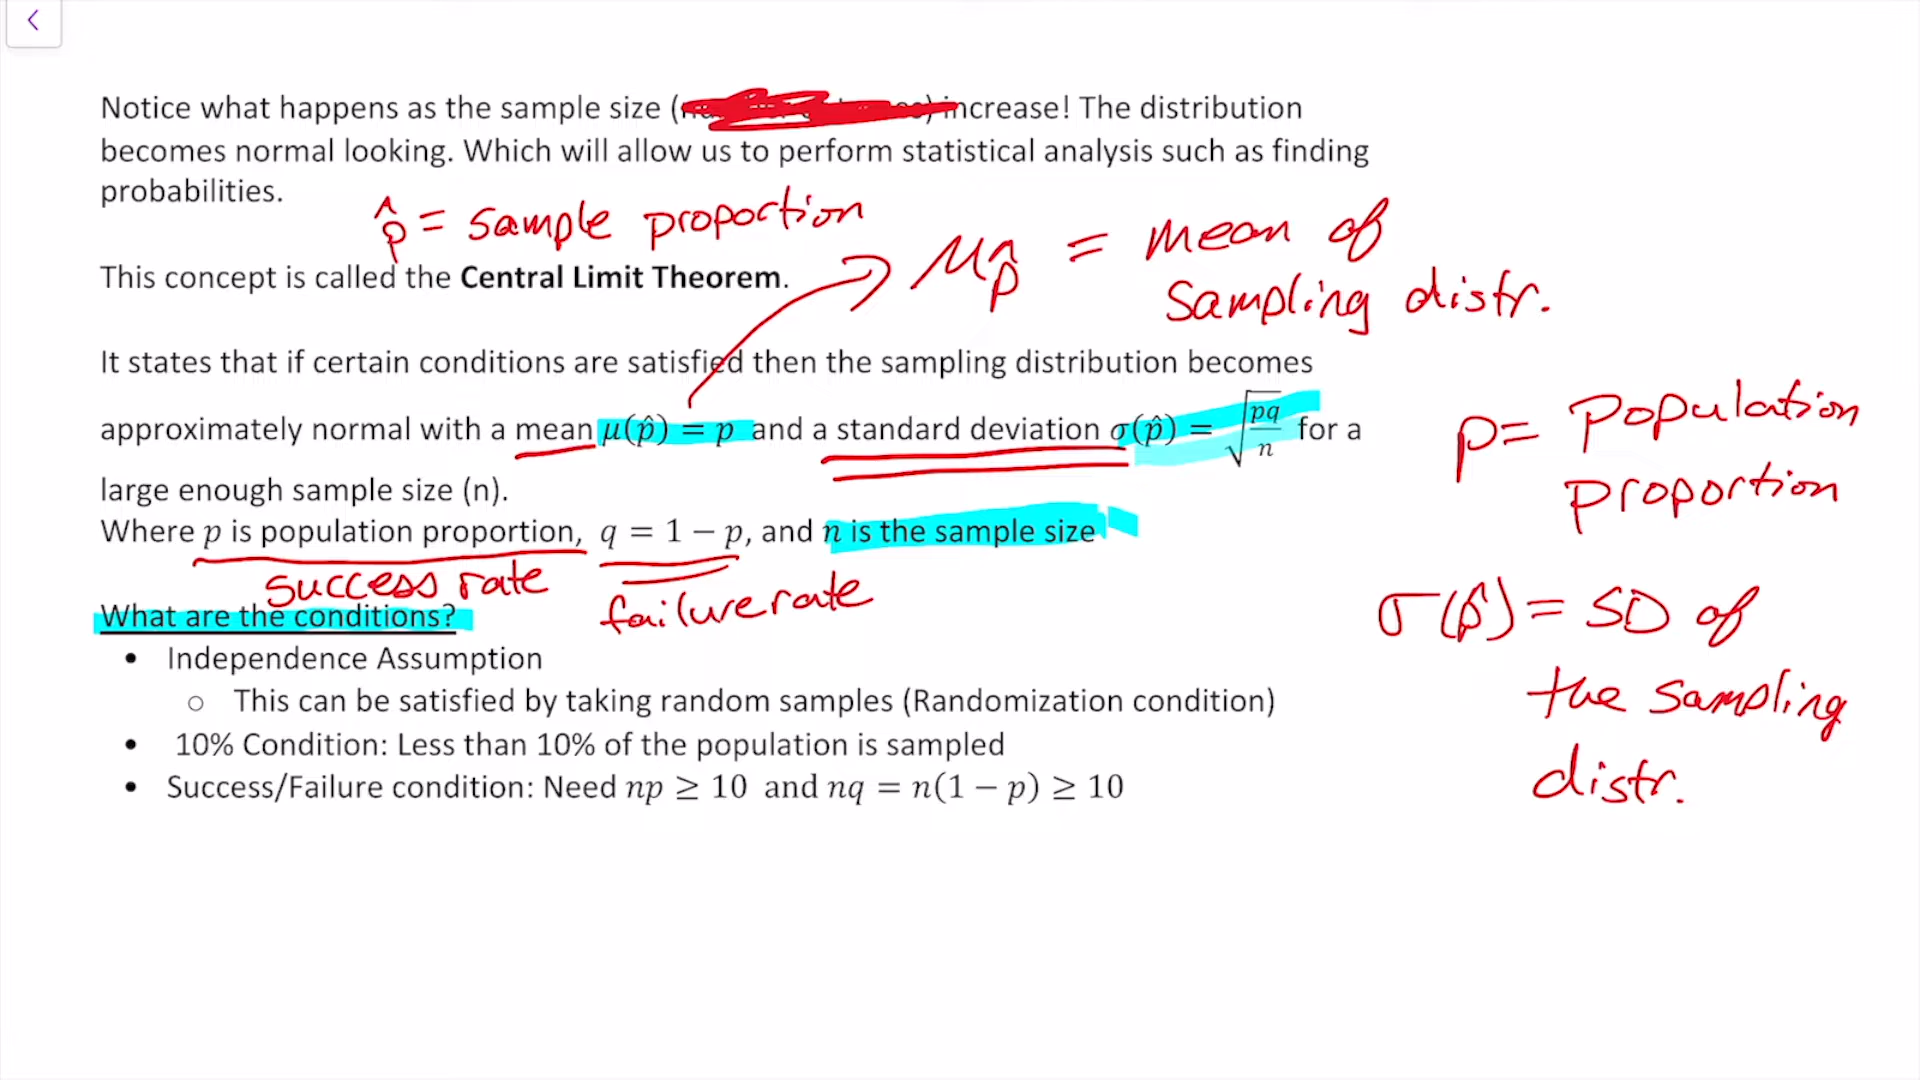 Notice what happens as the sample size ( increase! The distribution
becomes normal looking. Which will allow us to perform statistical analysis such as finding
probabilities.
p̂ = sample proportion
μp̂ = mean of
sampling distr.
This concept is called the Central Limit Theorem.
It states that if certain conditions are satisfied then the sampling distribution becomes
approximately normal with a mean μ(p̂) = p and a standard deviation σ(p̂) = √(pq/n) for a
large enough sample size (n).
p = population
proportion
Where p is population proportion, q = 1 − p, and n is the sample size
success rate
failure rate
σ(p̂) = SD of
the sampling
distr.
What are the conditions?
• Independence Assumption
○ This can be satisfied by taking random samples (Randomization condition)
• 10% Condition: Less than 10% of the population is sampled
• Success/Failure condition: Need np ≥ 10 and nq = n(1 − p) ≥ 10